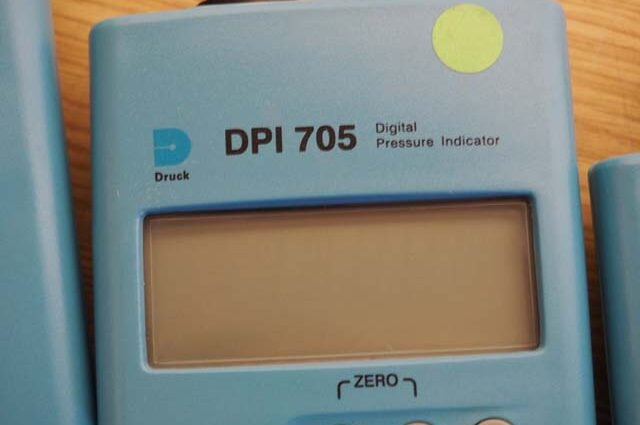 DPI 705
Digital
Pressure Indicator
Druck
ZERO